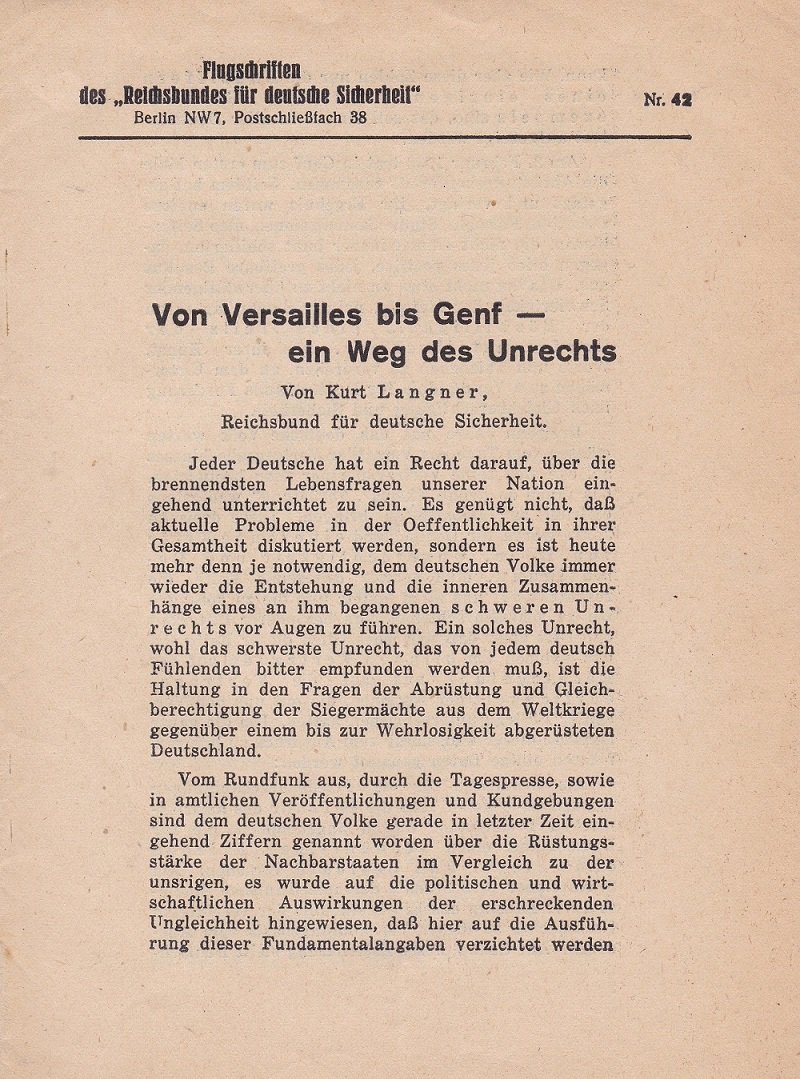 Flugschriften
des „Reichsbundes für deutsche Sicherheit“
Berlin NW7, Postschließfach 38
Nr. 42
Von Versailles bis Genf —
ein Weg des Unrechts
Von Kurt Langner,
Reichsbund für deutsche Sicherheit.
Jeder Deutsche hat ein Recht darauf, über die
brennendsten Lebensfragen unserer Nation ein-
gehend unterrichtet zu sein. Es genügt nicht, daß
aktuelle Probleme in der Oeffentlichkeit in ihrer
Gesamtheit diskutiert werden, sondern es ist heute
mehr denn je notwendig, dem deutschen Volke immer
wieder die Entstehung und die inneren Zusammen-
hänge eines an ihm begangenen schweren Un-
rechts vor Augen zu führen. Ein solches Unrecht,
wohl das schwerste Unrecht, das von jedem deutsch
Fühlenden bitter empfunden werden muß, ist die
Haltung in den Fragen der Abrüstung und Gleich-
berechtigung der Siegermächte aus dem Weltkriege
gegenüber einem bis zur Wehrlosigkeit abgerüsteten
Deutschland.
Vom Rundfunk aus, durch die Tagespresse, sowie
in amtlichen Veröffentlichungen und Kundgebungen
sind dem deutschen Volke gerade in letzter Zeit ein-
gehend Ziffern genannt worden über die Rüstungs-
stärke der Nachbarstaaten im Vergleich zu der
unsrigen, es wurde auf die politischen und wirt-
schaftlichen Auswirkungen der erschreckenden
Ungleichheit hingewiesen, daß hier auf die Ausfüh-
rung dieser Fundamentalangaben verzichtet werden